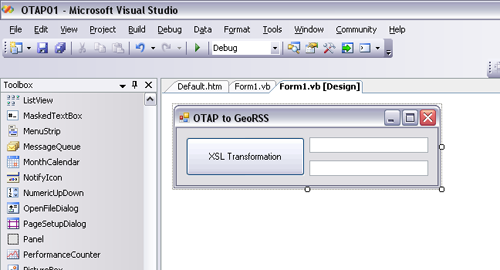 OTAP01 - Microsoft Visual Studio
File Edit View Project Build Debug Data Format Tools Window Community Help
Debug
Toolbox
Default.htm Form1.vb Form1.vb [Design]
ListView
MaskedTextBox
MenuStrip
MessageQueue
MonthCalendar
NotifyIcon
NumericUpDown
OpenFileDialog
PageSetupDialog
Panel
PerformanceCounter
PictureBox
OTAP to GeoRSS
XSL Transformation